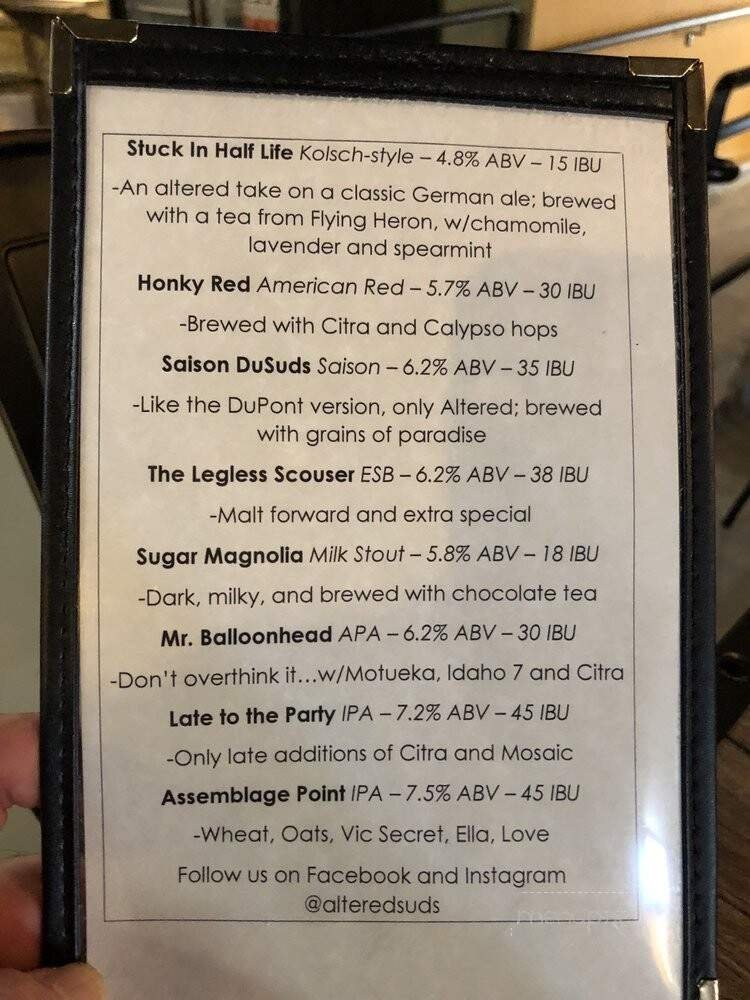 Stuck In Half Life Kolsch-style – 4.8% ABV – 15 IBU
-An altered take on a classic German ale; brewed
with a tea from Flying Heron, w/chamomile,
lavender and spearmint
Honky Red American Red – 5.7% ABV – 30 IBU
-Brewed with Citra and Calypso hops
Saison DuSuds Saison – 6.2% ABV – 35 IBU
-Like the DuPont version, only Altered; brewed
with grains of paradise
The Legless Scouser ESB – 6.2% ABV – 38 IBU
-Malt forward and extra special
Sugar Magnolia Milk Stout – 5.8% ABV – 18 IBU
-Dark, milky, and brewed with chocolate tea
Mr. Balloonhead APA – 6.2% ABV – 30 IBU
-Don't overthink it...w/Motueka, Idaho 7 and Citra
Late to the Party IPA – 7.2% ABV – 45 IBU
-Only late additions of Citra and Mosaic
Assemblage Point IPA – 7.5% ABV – 45 IBU
-Wheat, Oats, Vic Secret, Ella, Love
Follow us on Facebook and Instagram
@alteredsuds